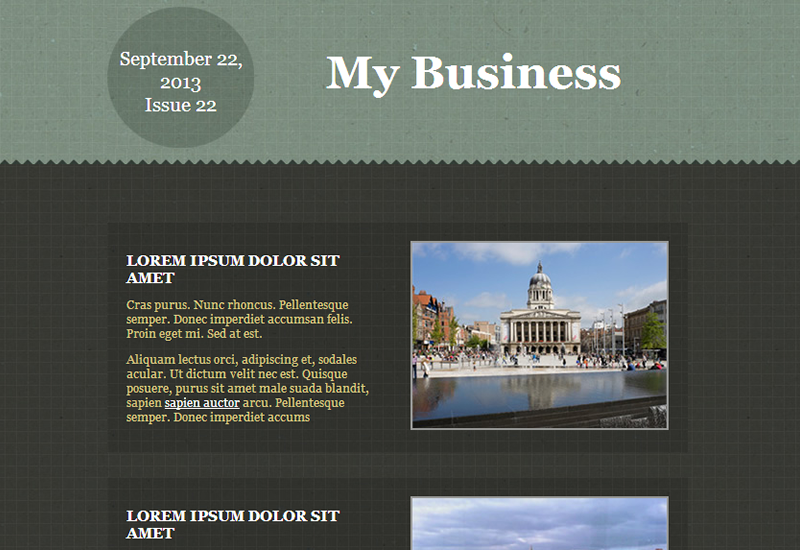 September 22,
2013
Issue 22
My Business
LOREM IPSUM DOLOR SIT
AMET
Cras purus. Nunc rhoncus. Pellentesque
semper. Donec imperdiet accumsan felis.
Proin eget mi. Sed at est.
Aliquam lectus orci, adipiscing et, sodales
acular. Ut dictum velit nec est. Quisque
posuere, purus sit amet male suada blandit,
sapien sapien auctor arcu. Pellentesque
semper. Donec imperdiet accums
LOREM IPSUM DOLOR SIT
AMET